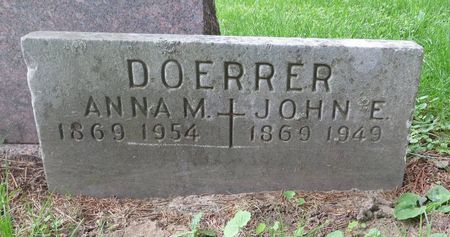 DOERRER
ANNA M. JOHN E.
1869 1954 1869 1949